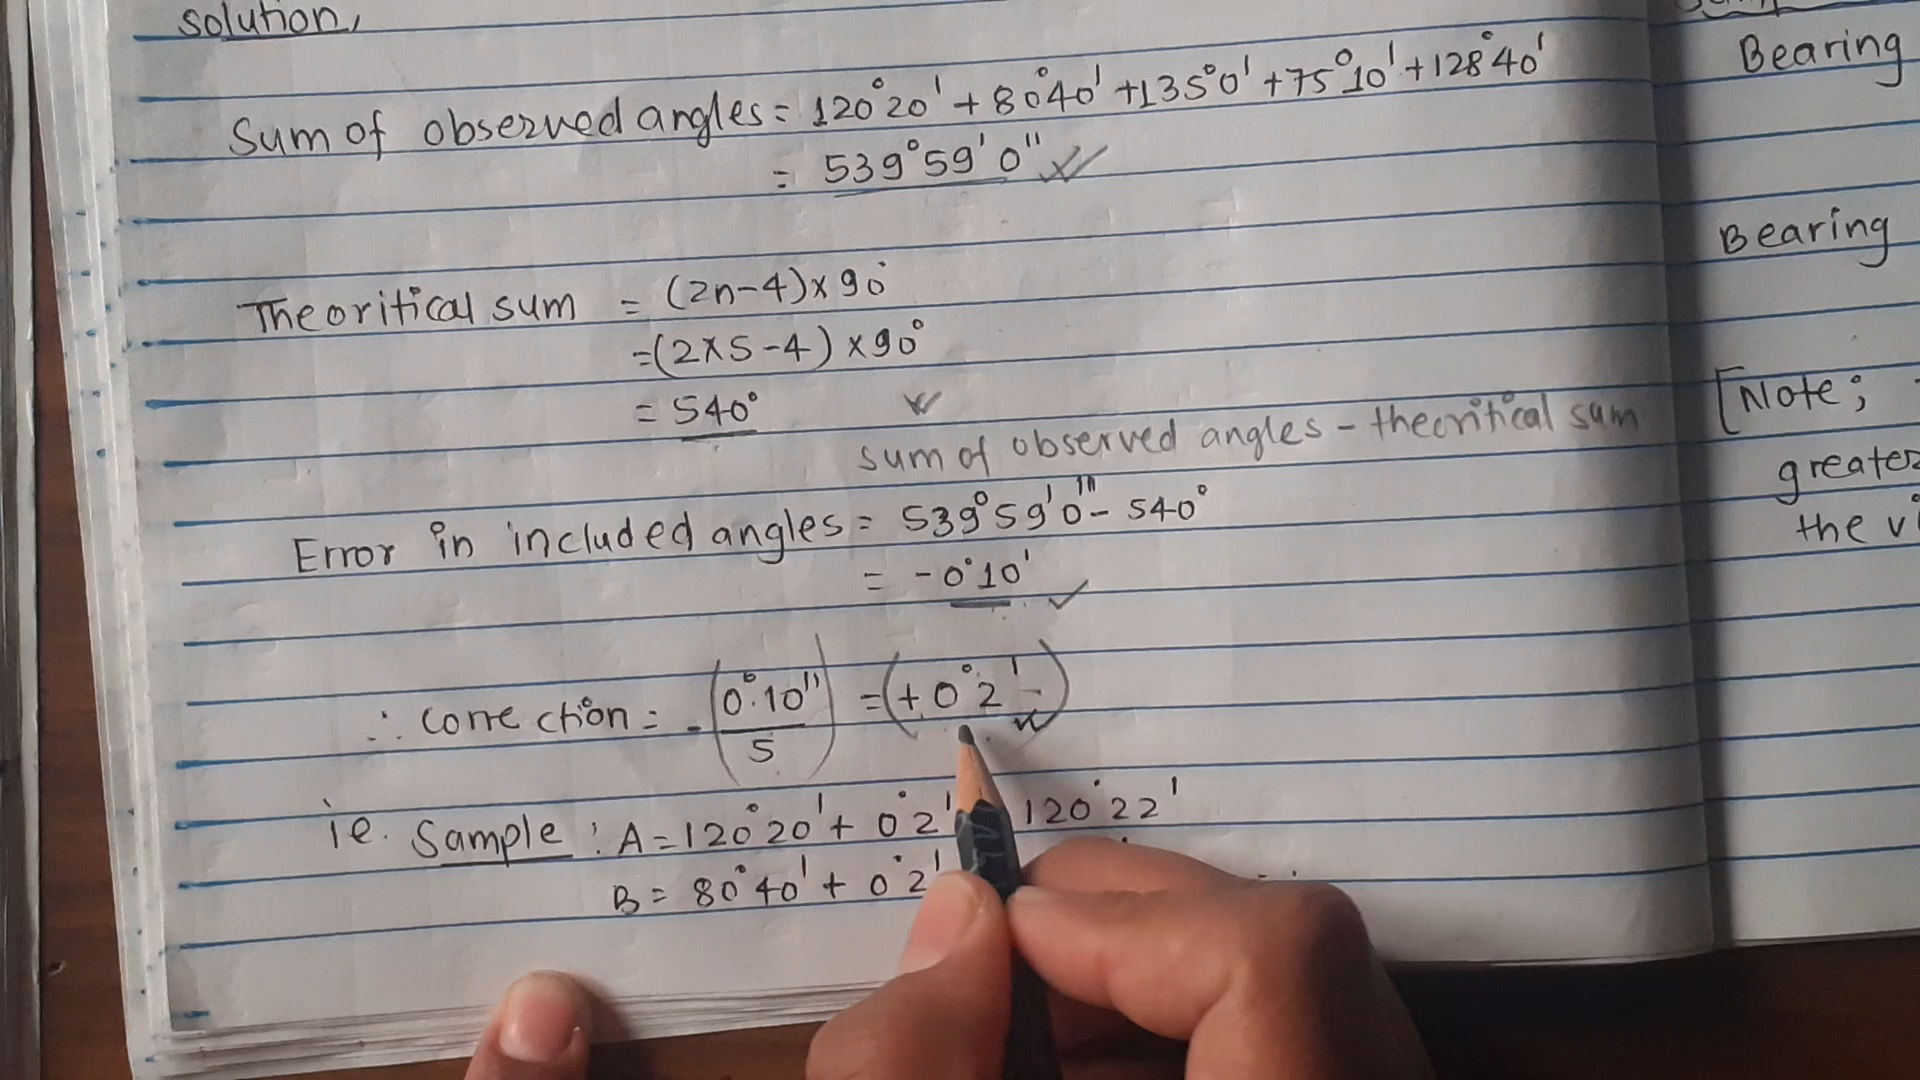 solution,
Sum of observed angles = 120°20' + 80°40' + 135°0' + 75°10' + 128°40'
= 539°59'0"
Theoritical sum = (2n-4)×90°
=(2×5-4)×90°
= 540°
sum of observed angles - theoritical sum
Error in included angles = 539°59'0" - 540°
= -0°10'
∴ correction = -(0°10"/5) = (+0°2')
ie. Sample : A = 120°20' + 0°2' 120°22'
B = 80°40' + 0°2'
Bearing
Bearing
[Note;
greater
the